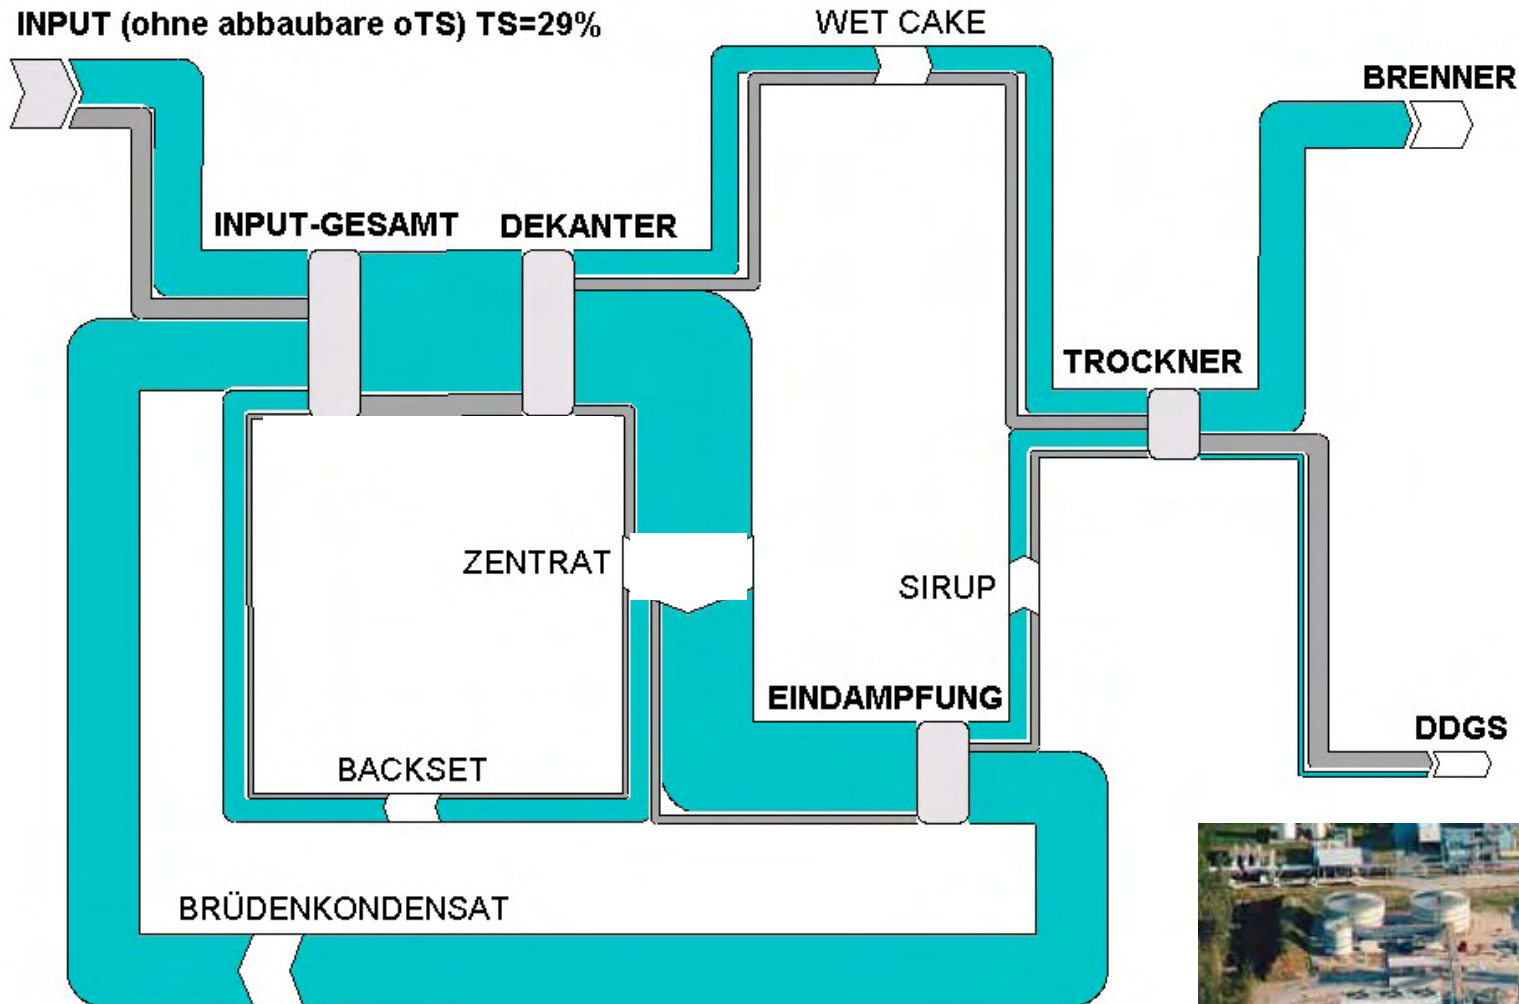 INPUT (ohne abbaubare oTS) TS=29%
WET CAKE
BRENNER
INPUT-GESAMT
DEKANTER
TROCKNER
ZENTRAT
SIRUP
EINDAMPFUNG
DDGS
BACKSET
BRÜDENKONDENSAT